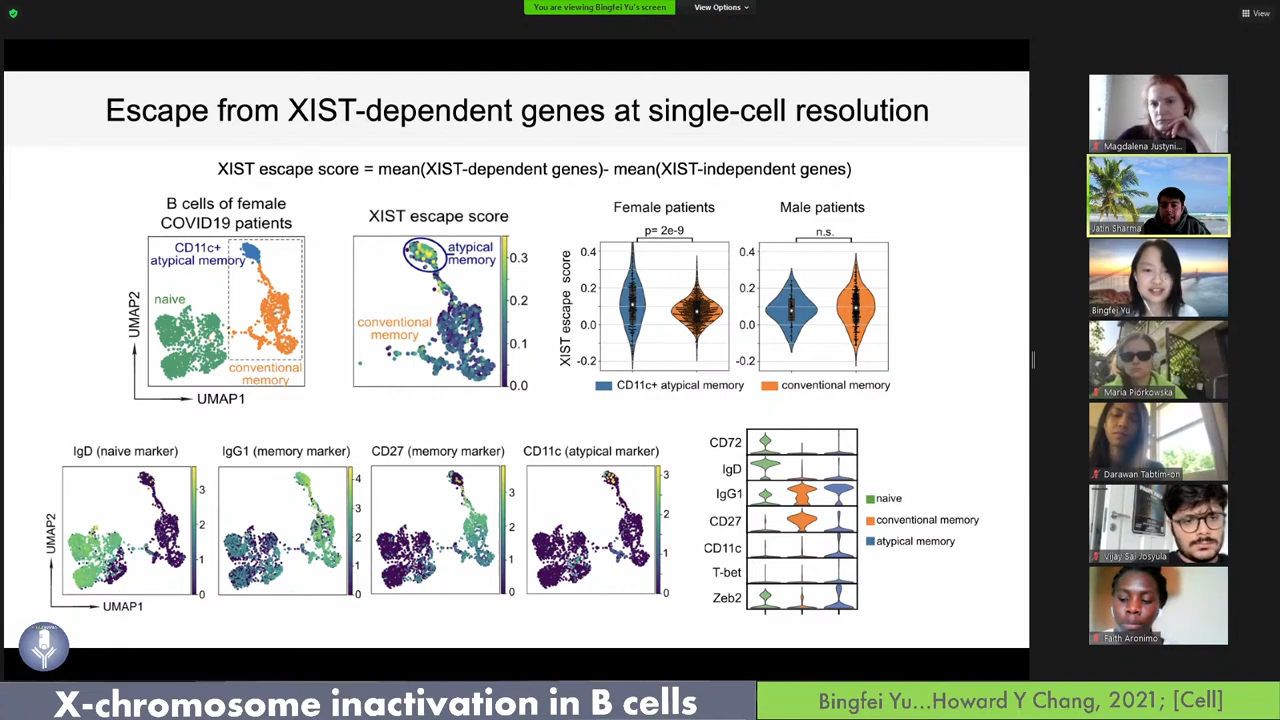 You are viewing Bingfei Yu's screen
View Options
View
Escape from XIST-dependent genes at single-cell resolution
XIST escape score = mean(XIST-dependent genes)- mean(XIST-independent genes)
B cells of female
COVID19 patients
CD11c+
atypical memory
naive
conventional
memory
UMAP2
UMAP1
XIST escape score
atypical
memory
conventional
memory
0.3
0.2
0.1
0.0
Female patients
p= 2e-9
XIST escape score
0.4
0.2
0.0
-0.2
Male patients
n.s.
0.4
0.2
0.0
-0.2
CD11c+ atypical memory
conventional memory
IgD (naive marker)
3
2
1
0
UMAP2
UMAP1
IgG1 (memory marker)
4
3
2
1
0
CD27 (memory marker)
3
2
1
0
CD11c (atypical marker)
3
2
1
0
CD72
IgD
IgG1
CD27
CD11c
T-bet
Zeb2
naive
conventional memory
atypical memory
Magdalena Justyni...
Jatin Sharma
Bingfei Yu
Maria Piórkowska
Darawan Tabtim-on
Vijay Sai Josyula
Faith Aronimo
X-chromosome inactivation in B cells
Bingfei Yu...Howard Y Chang, 2021; [Cell]